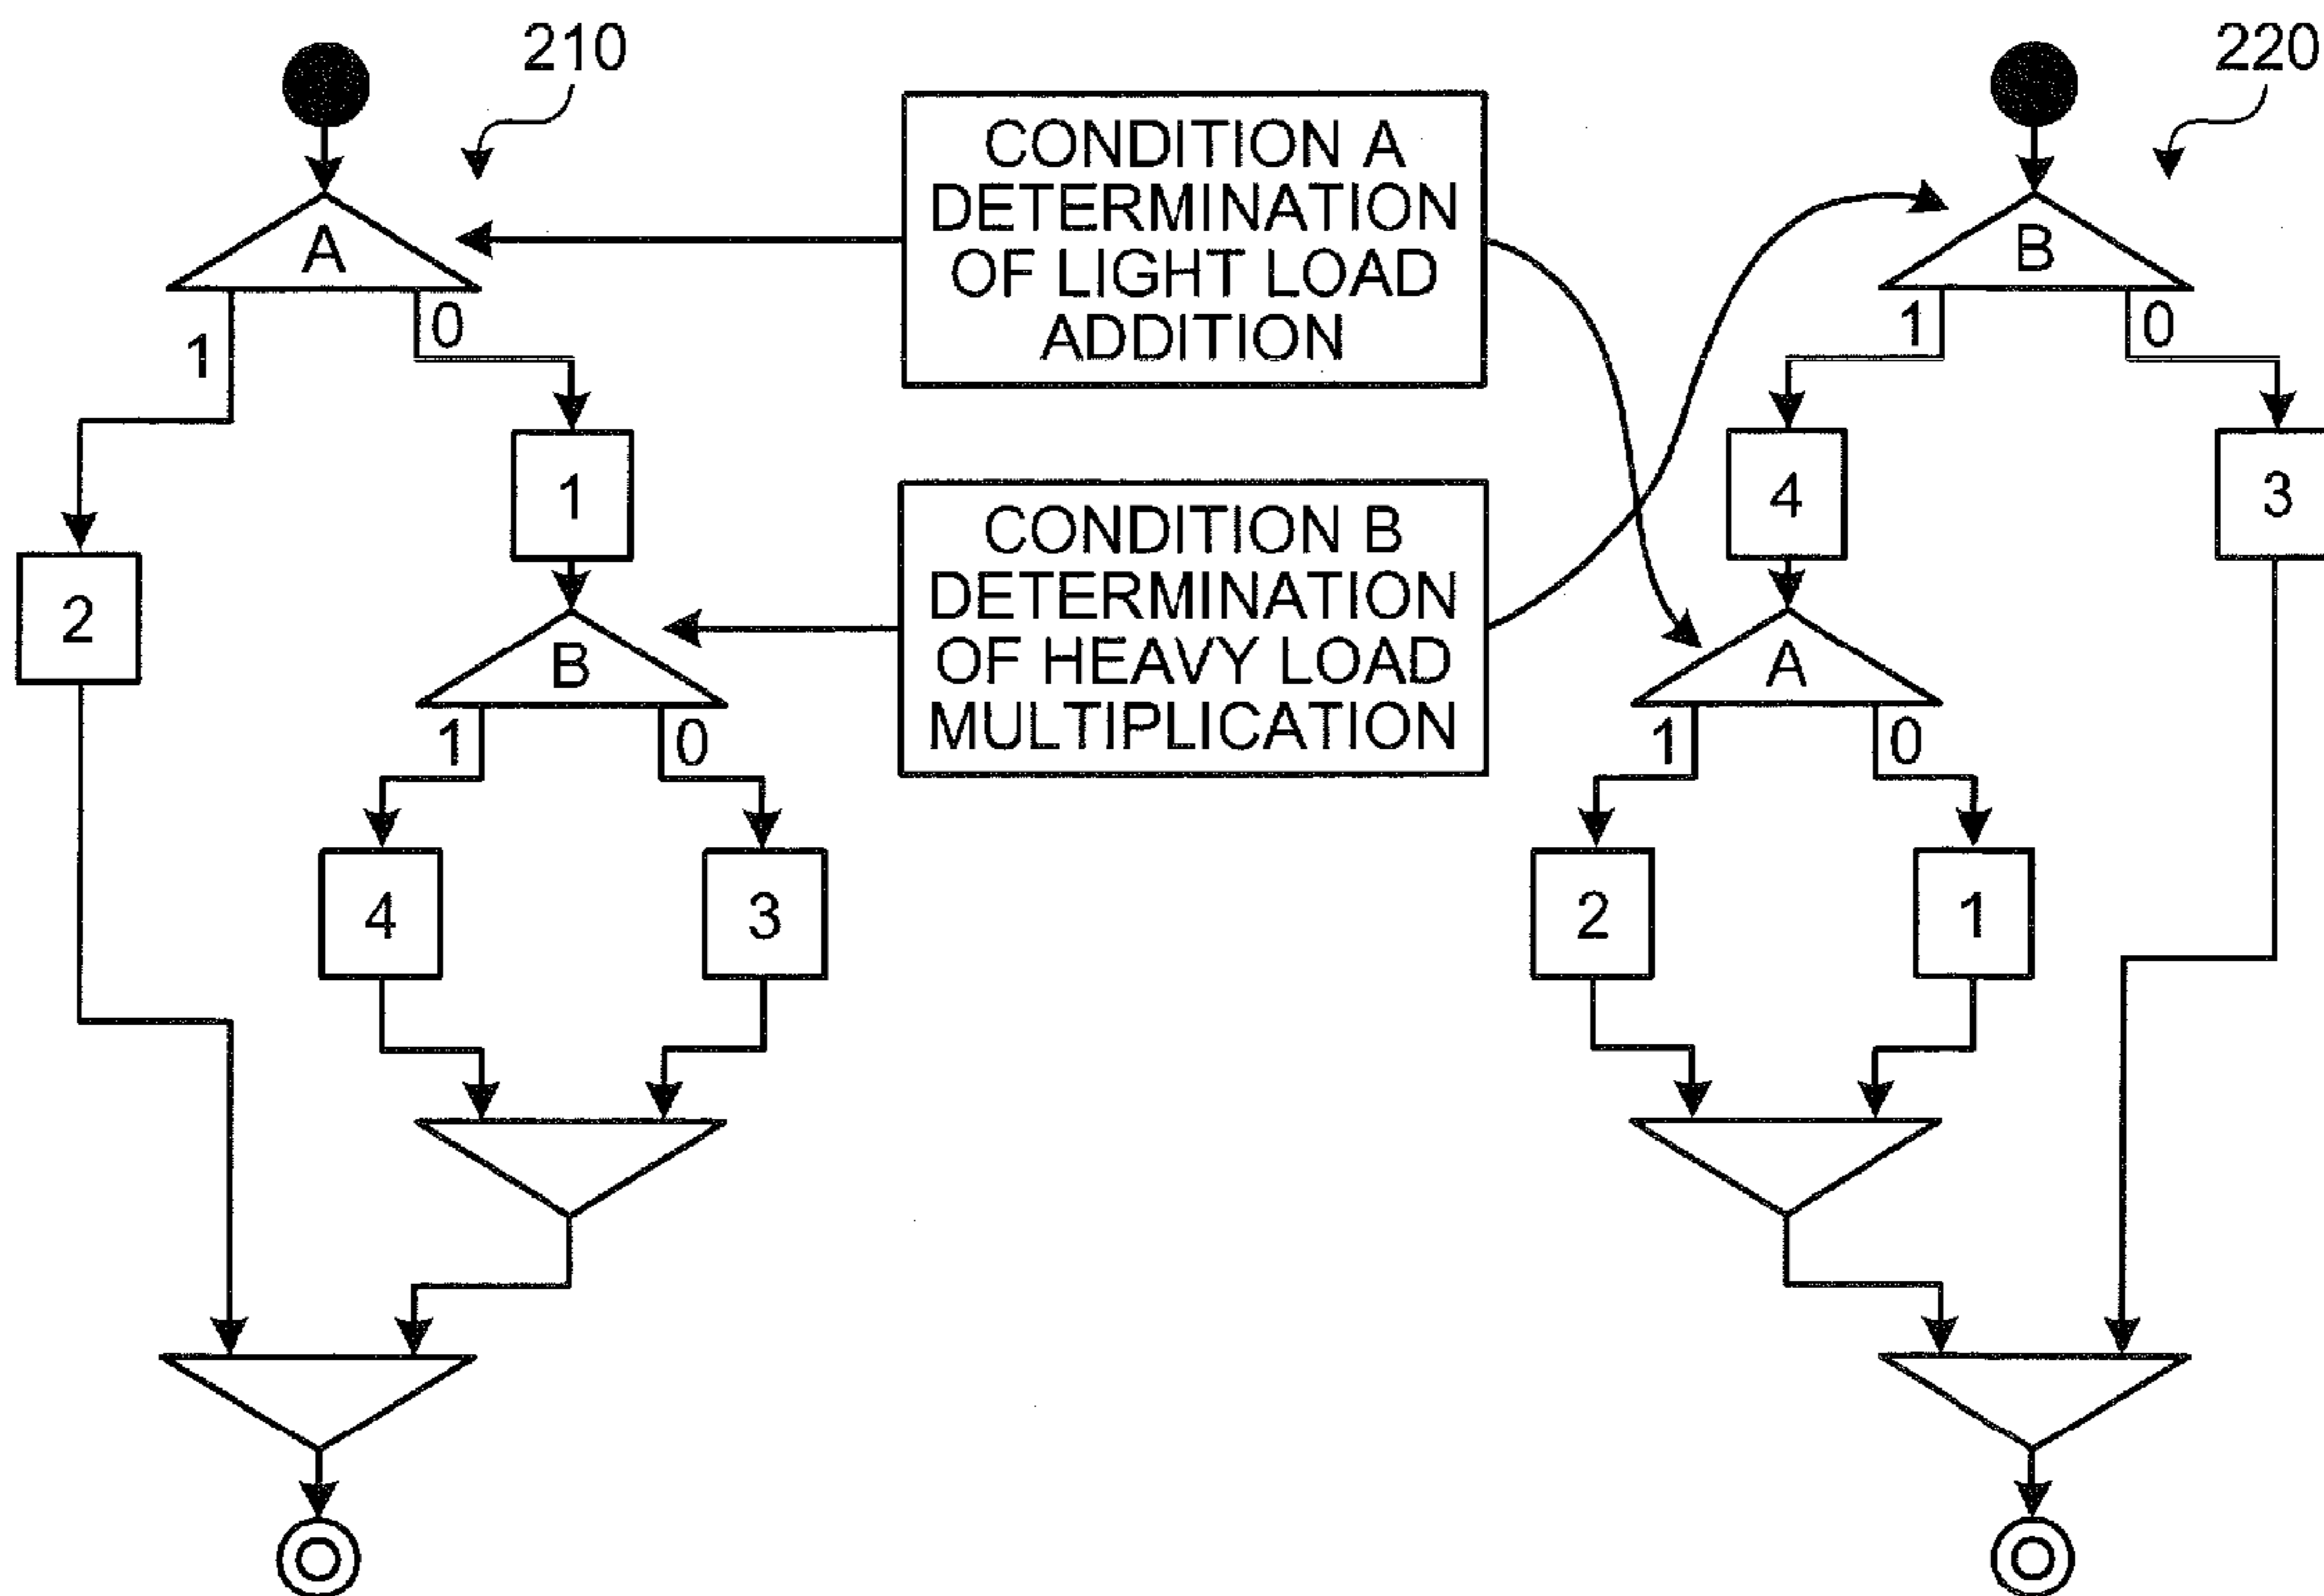 210
220
CONDITION A
DETERMINATION
OF LIGHT LOAD
ADDITION
A
1
0
B
1
0
1
2
CONDITION B
DETERMINATION
OF HEAVY LOAD
MULTIPLICATION
B
1
0
4
3
4
3
A
1
0
2
1